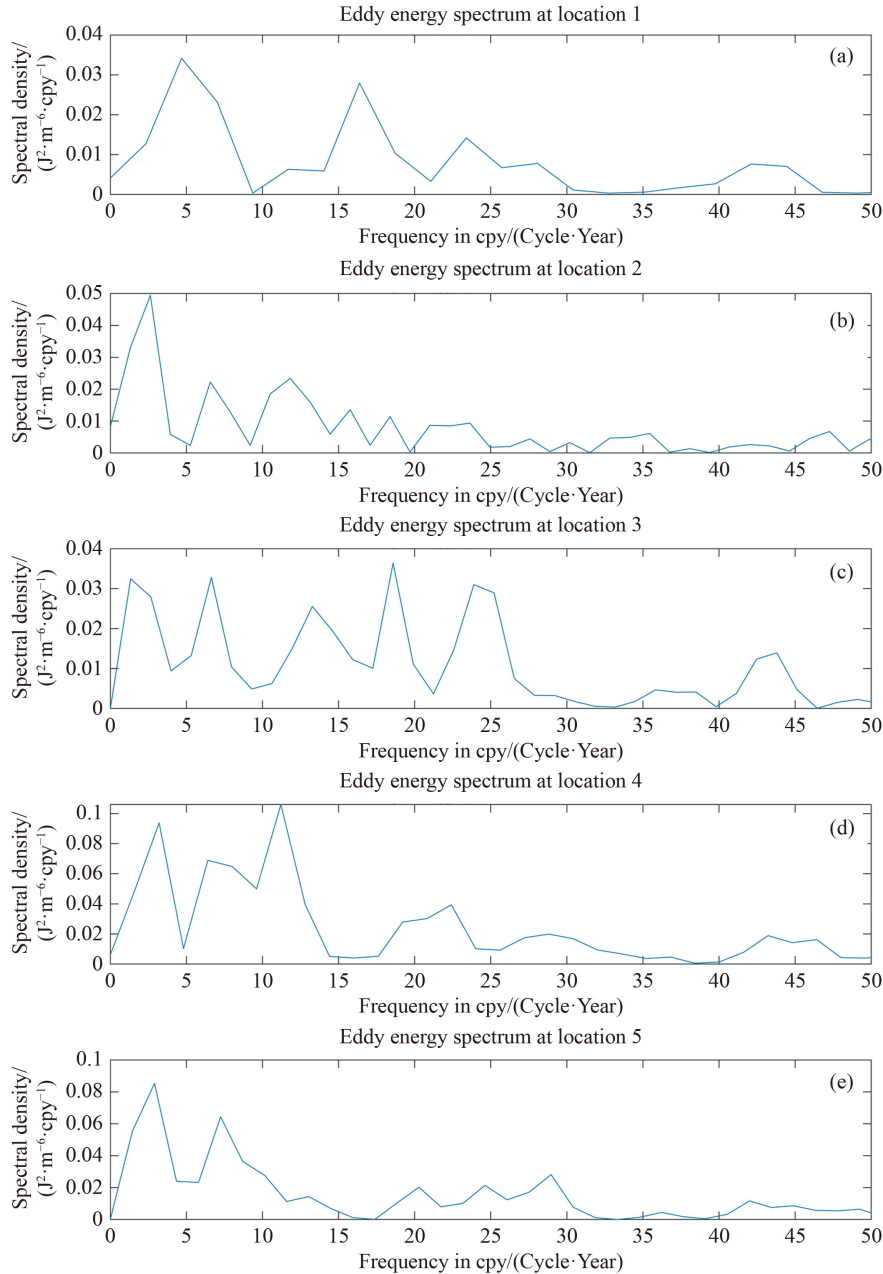 Eddy energy spectrum at location 1
Spectral density/
(J²·m⁻⁶·cpy⁻¹)
0.04
0.03
0.02
0.01
0
(a)
0 5 10 15 20 25 30 35 40 45 50
Frequency in cpy/(Cycle·Year)
Eddy energy spectrum at location 2
Spectral density/
(J²·m⁻⁶·cpy⁻¹)
0.05
0.04
0.03
0.02
0.01
0
(b)
0 5 10 15 20 25 30 35 40 45 50
Frequency in cpy/(Cycle·Year)
Eddy energy spectrum at location 3
Spectral density/
(J²·m⁻⁶·cpy⁻¹)
0.04
0.03
0.02
0.01
0
(c)
0 5 10 15 20 25 30 35 40 45 50
Frequency in cpy/(Cycle·Year)
Eddy energy spectrum at location 4
Spectral density/
(J²·m⁻⁶·cpy⁻¹)
0.1
0.08
0.06
0.04
0.02
0
(d)
0 5 10 15 20 25 30 35 40 45 50
Frequency in cpy/(Cycle·Year)
Eddy energy spectrum at location 5
Spectral density/
(J²·m⁻⁶·cpy⁻¹)
0.1
0.08
0.06
0.04
0.02
0
(e)
0 5 10 15 20 25 30 35 40 45 50
Frequency in cpy/(Cycle·Year)